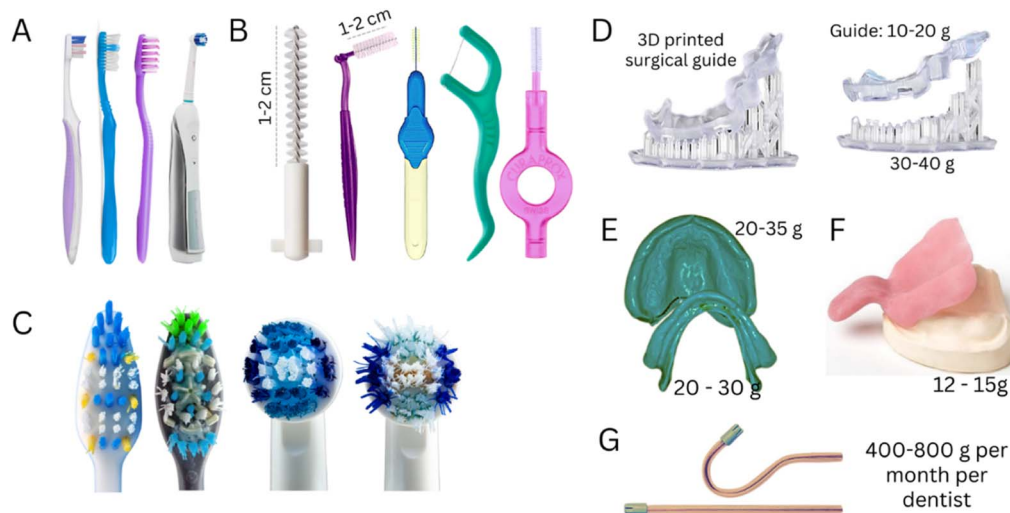 A
B
1-2 cm
1-2 cm
CURAPROX
D
3D printed
surgical guide
Guide: 10-20 g
30-40 g
C
E
20-35 g
20 - 30 g
F
12 - 15g
G
400-800 g per
month per
dentist